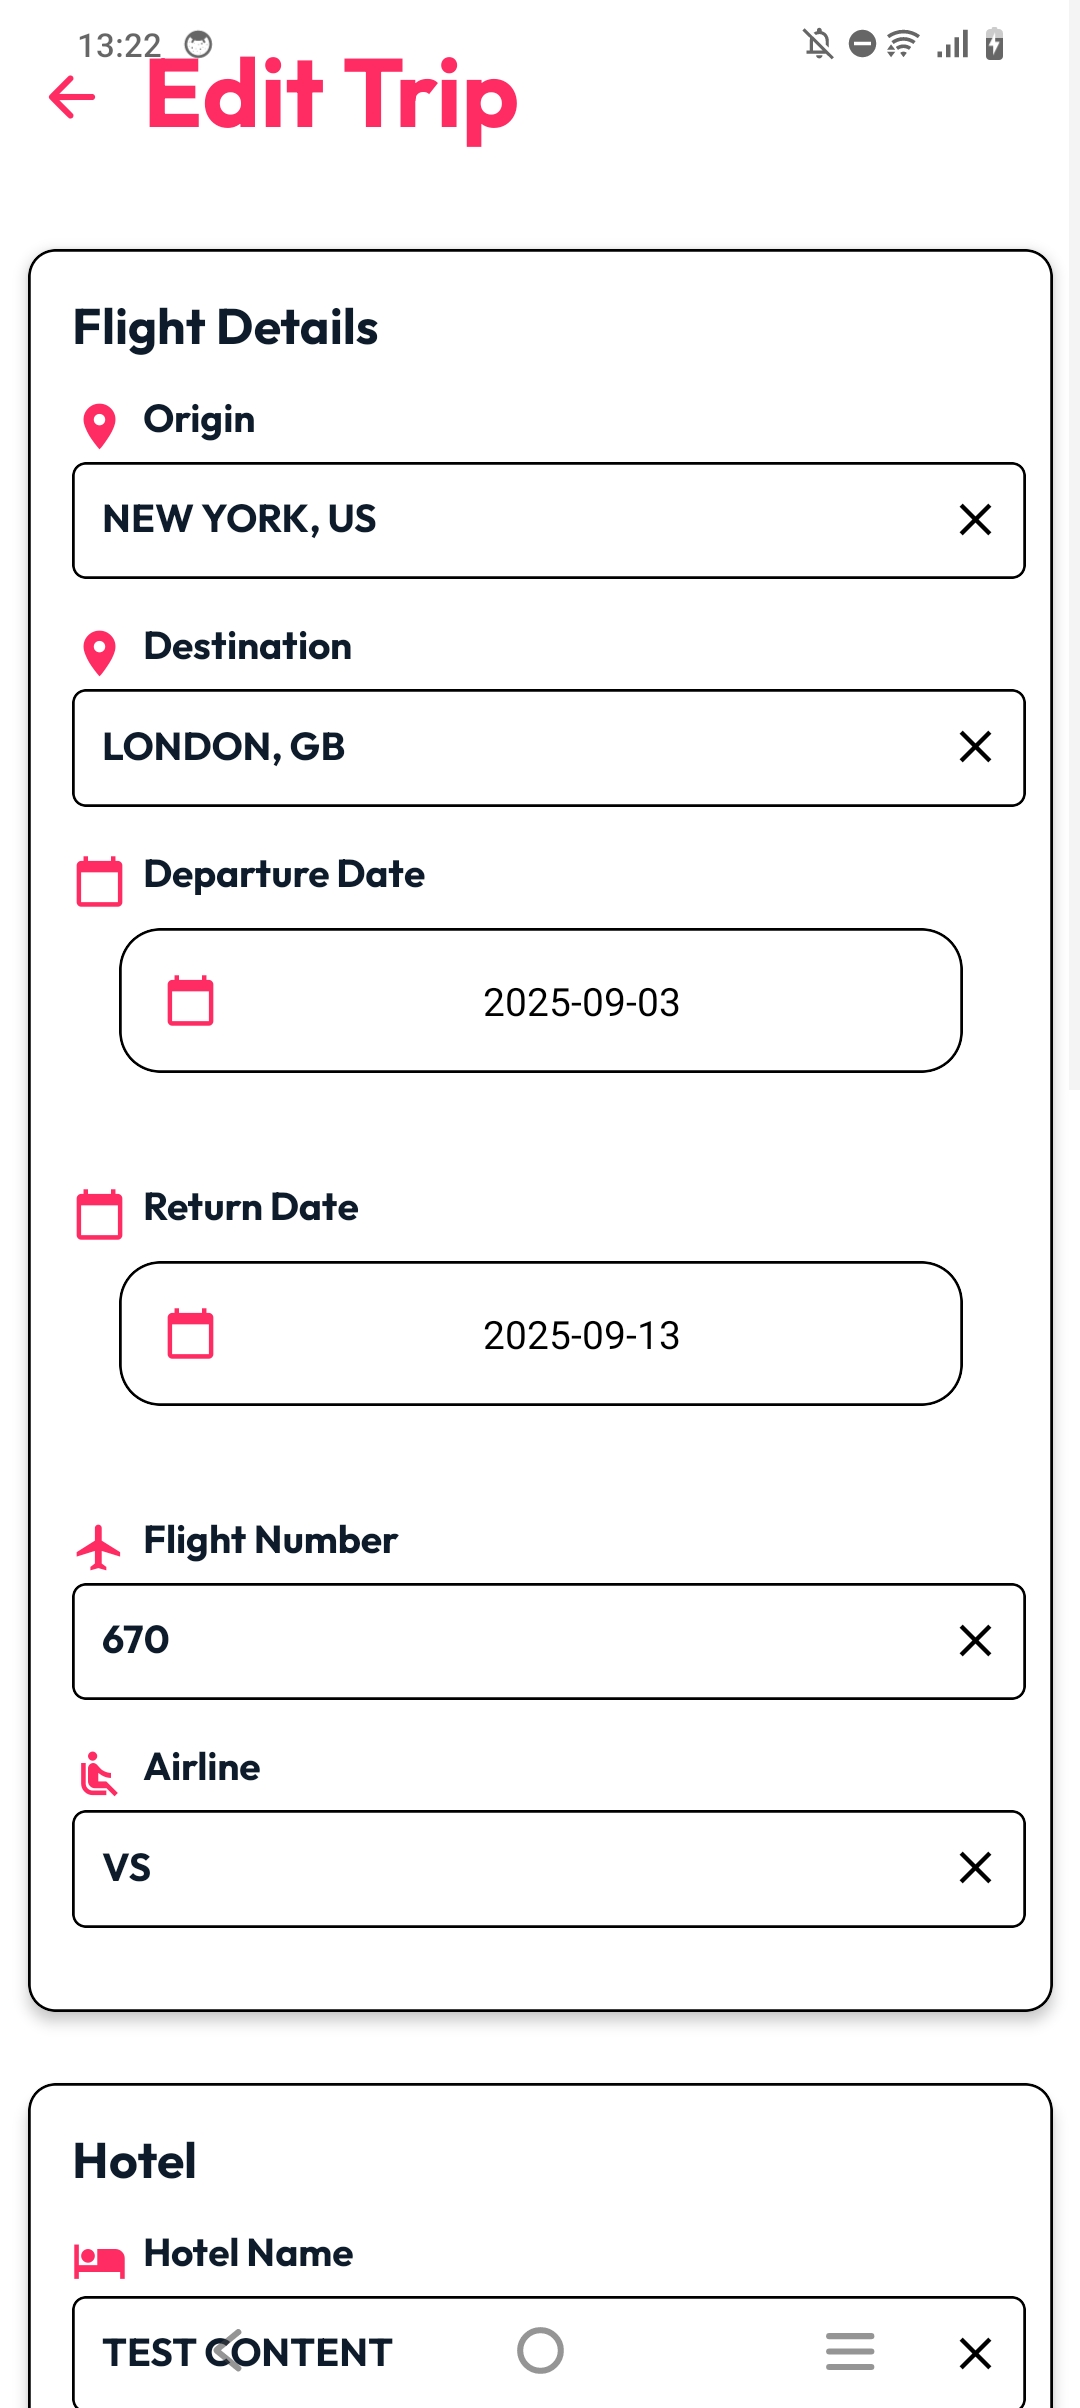 13:22
Edit Trip
Flight Details
Origin
NEW YORK, US
Destination
LONDON, GB
Departure Date
2025-09-03
Return Date
2025-09-13
Flight Number
670
Airline
VS
Hotel
Hotel Name
TEST CONTENT